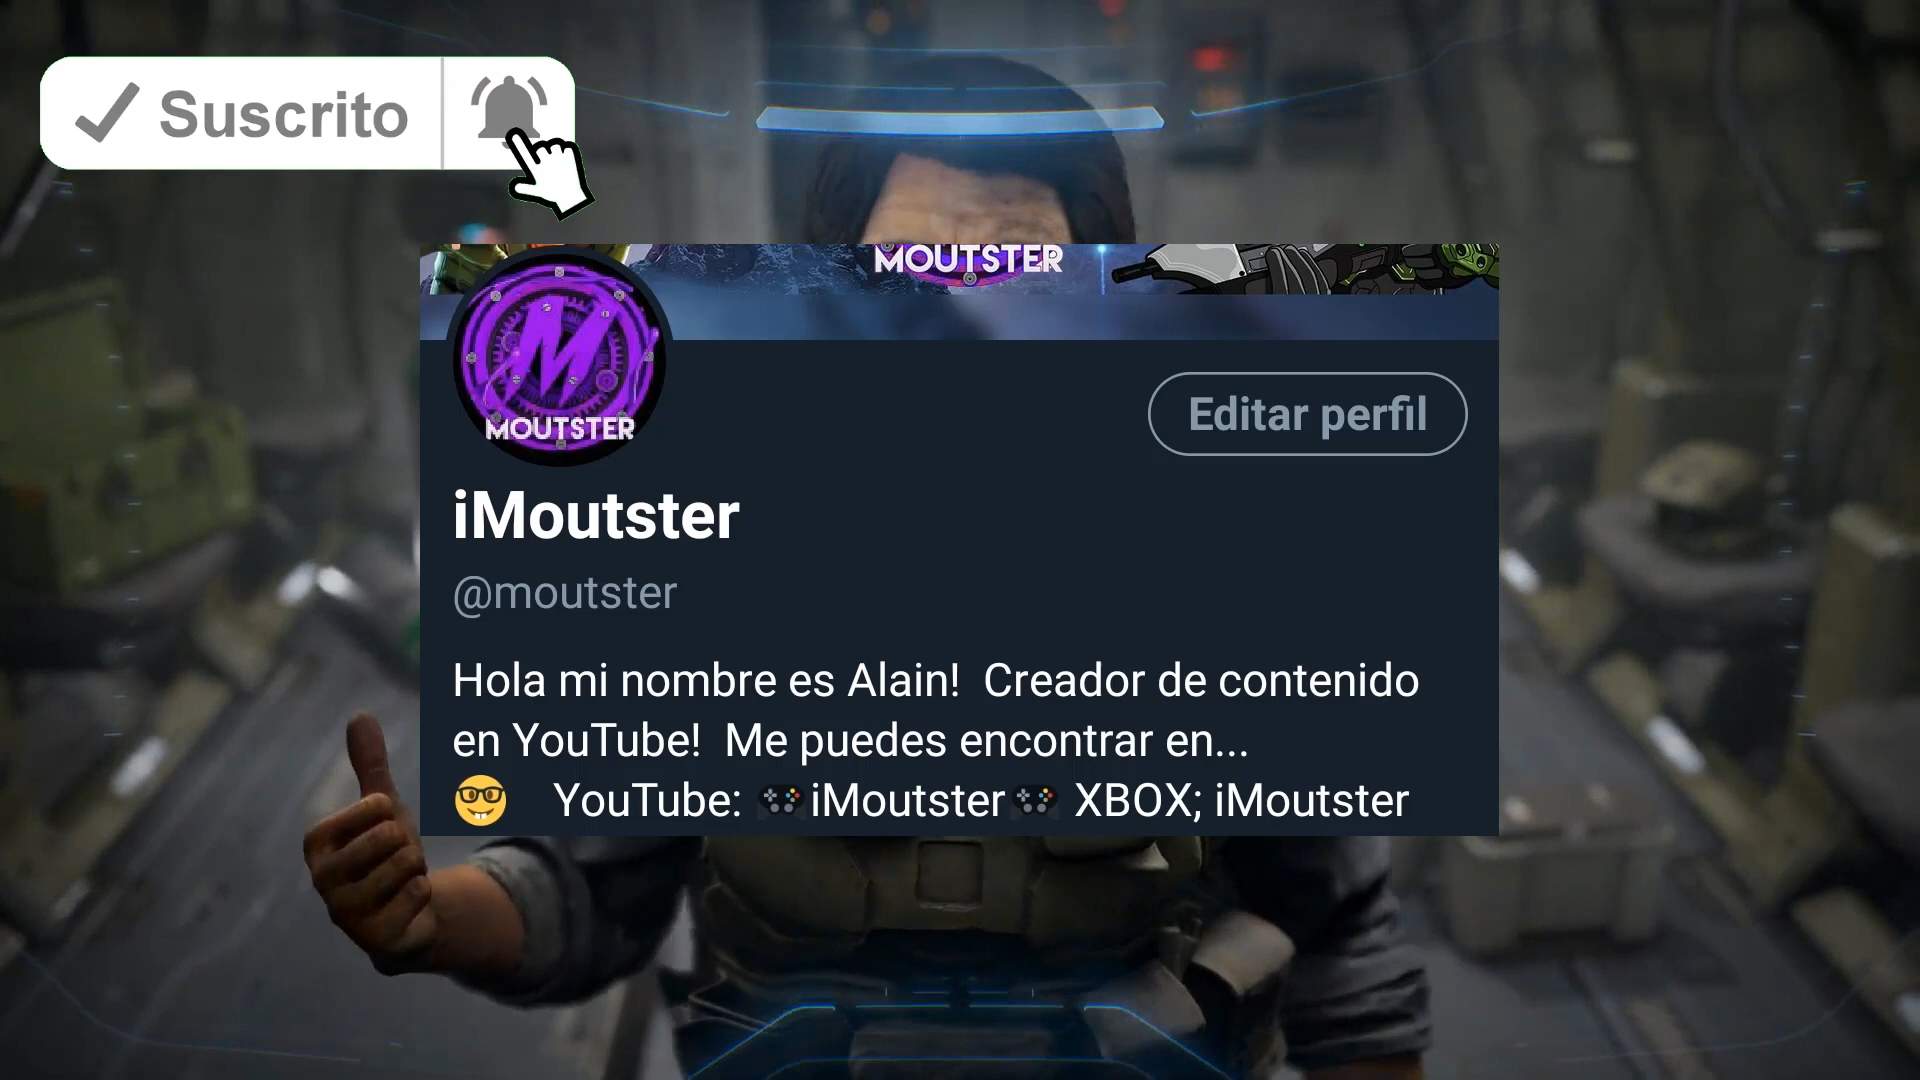 Suscrito
MOUTSTER
M
MOUTSTER
Editar perfil
iMoutster
@moutster
Hola mi nombre es Alain! Creador de contenido
en YouTube! Me puedes encontrar en...
🤓 YouTube: 🎮iMoutster🎮 XBOX; iMoutster